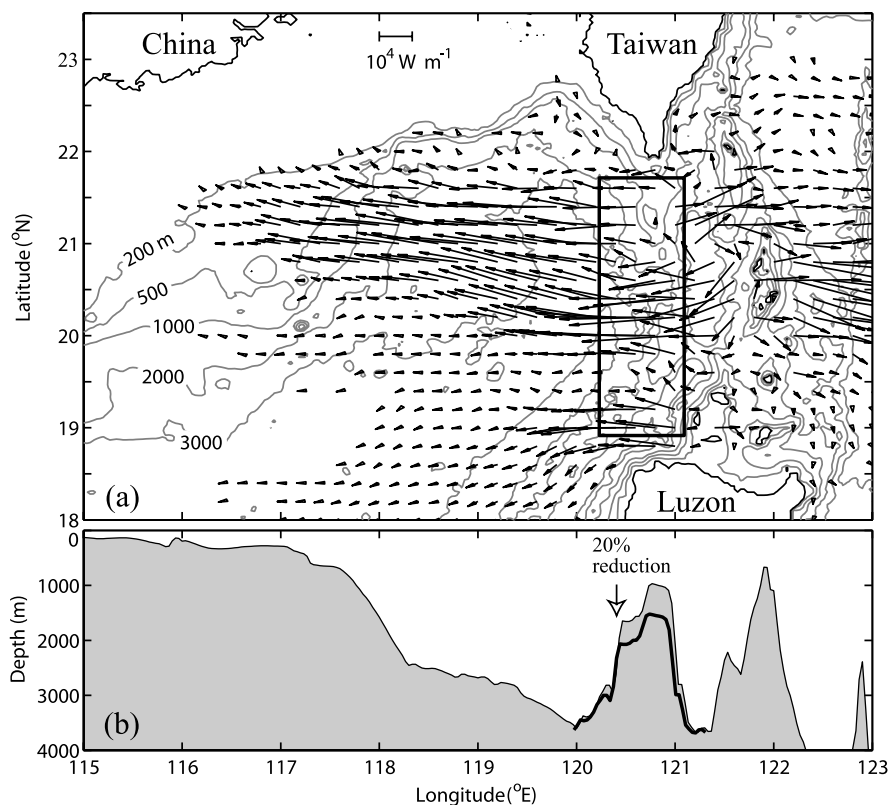 China
Taiwan
10⁴ W m⁻¹
Latitude (°N)
23
22
21
20
19
18
200 m
500
1000
2000
3000
(a)
Luzon
20%
reduction
Depth (m)
0
1000
2000
3000
4000
(b)
115 116 117 118 119 120 121 122 123
Longitude (°E)